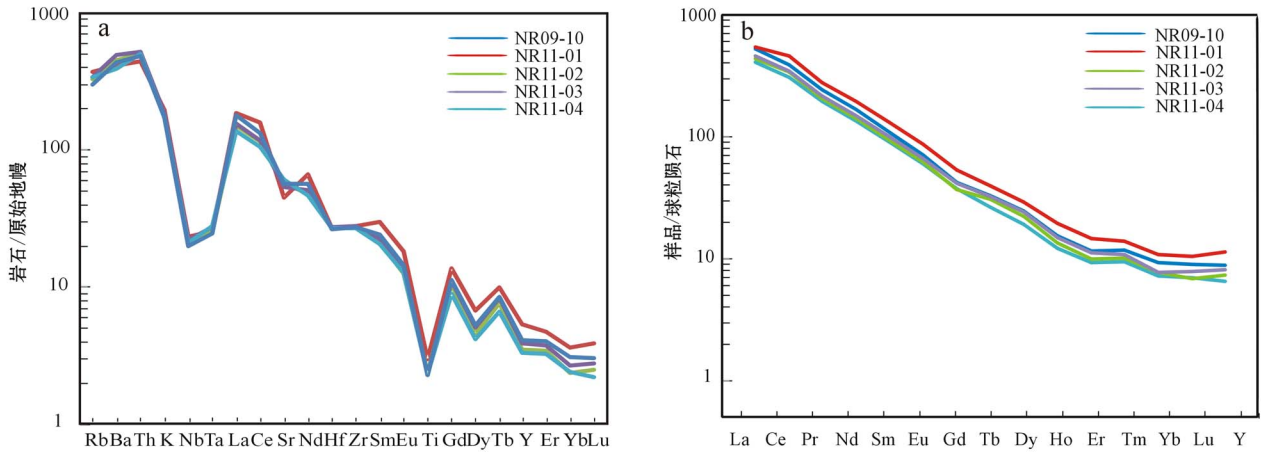 a
1000
100
10
1
岩石/原始地幔
NR09-10
NR11-01
NR11-02
NR11-03
NR11-04
Rb Ba Th K Nb Ta La Ce Sr Nd Hf Zr Sm Eu Ti Gd Dy Tb Y Er Yb Lu
b
1000
100
10
1
样品/球粒陨石
NR09-10
NR11-01
NR11-02
NR11-03
NR11-04
La Ce Pr Nd Sm Eu Gd Tb Dy Ho Er Tm Yb Lu Y